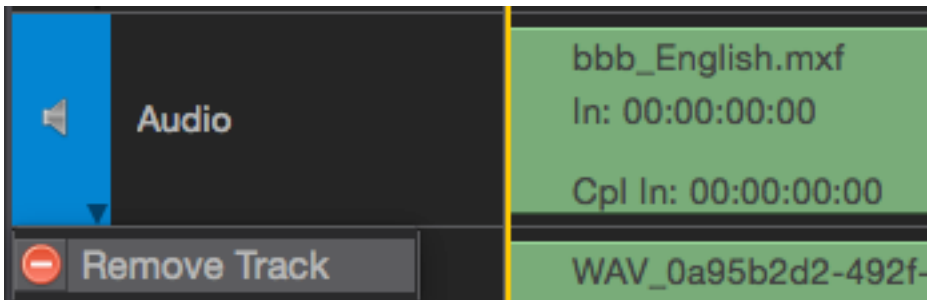 Audio
bbb_English.mxf
In: 00:00:00:00
Cpl In: 00:00:00:00
Remove Track
WAV_0a95b2d2-492f-